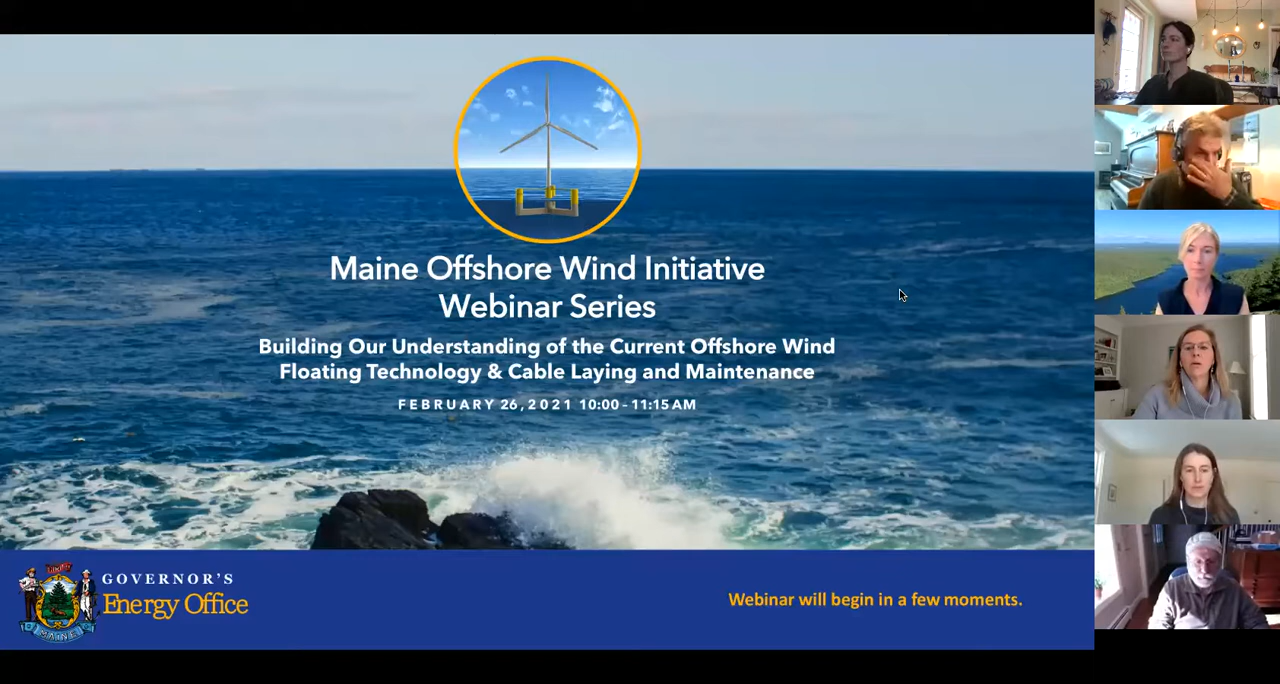 Maine Offshore Wind Initiative
Webinar Series
Building Our Understanding of the Current Offshore Wind
Floating Technology & Cable Laying and Maintenance
FEBRUARY 26, 2021 10:00 - 11:15 AM
GOVERNOR'S
Energy Office
MAINE
Webinar will begin in a few moments.